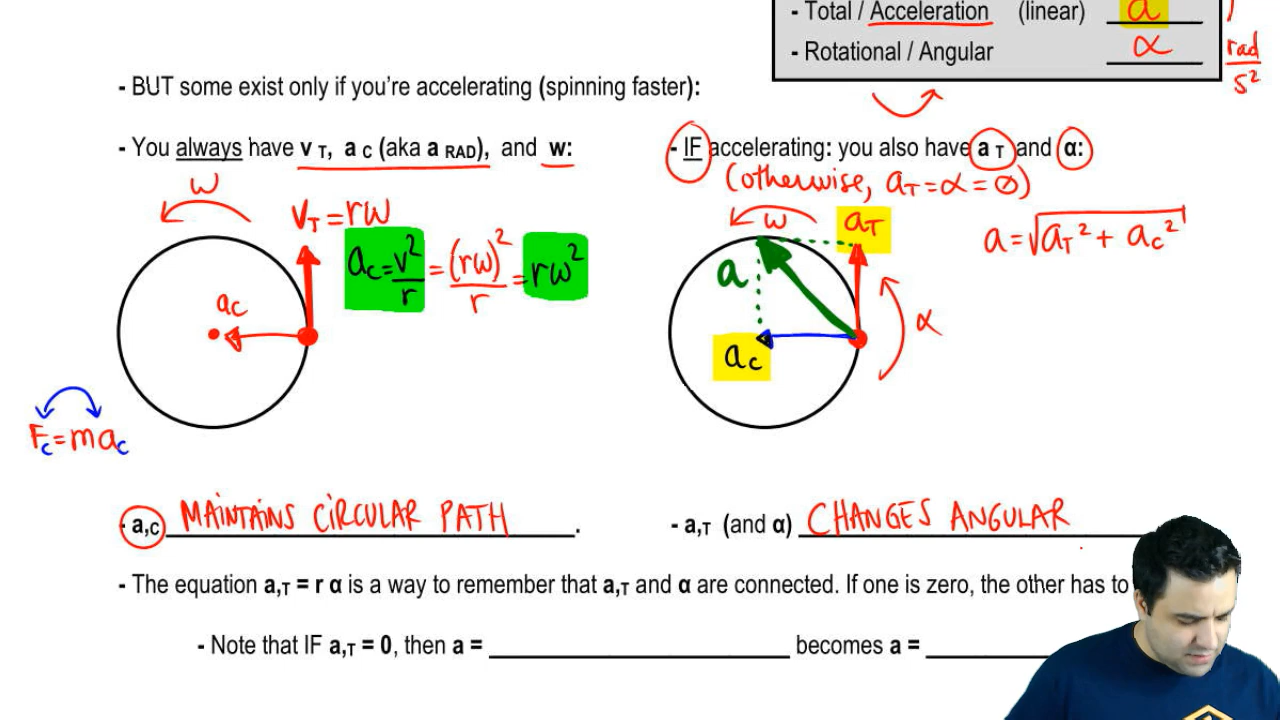 - Total / Acceleration (linear) a
- Rotational / Angular α rad/s²
- BUT some exist only if you're accelerating (spinning faster):
- You always have v T, a C (aka a RAD), and w:
- IF accelerating: you also have a T and α:
(otherwise, aT = α = 0)
ω
vT = rω
ac = v²/r = (rω)²/r = rω²
ac
Fc = mac
ω
aT
a = √aT² + ac²
a
α
ac
- a,C MAINTAINS CIRCULAR PATH.
- a,T (and α) CHANGES ANGULAR
- The equation a,T = r α is a way to remember that a,T and α are connected. If one is zero, the other has to
- Note that IF a,T = 0, then a = ____________ becomes a = ________